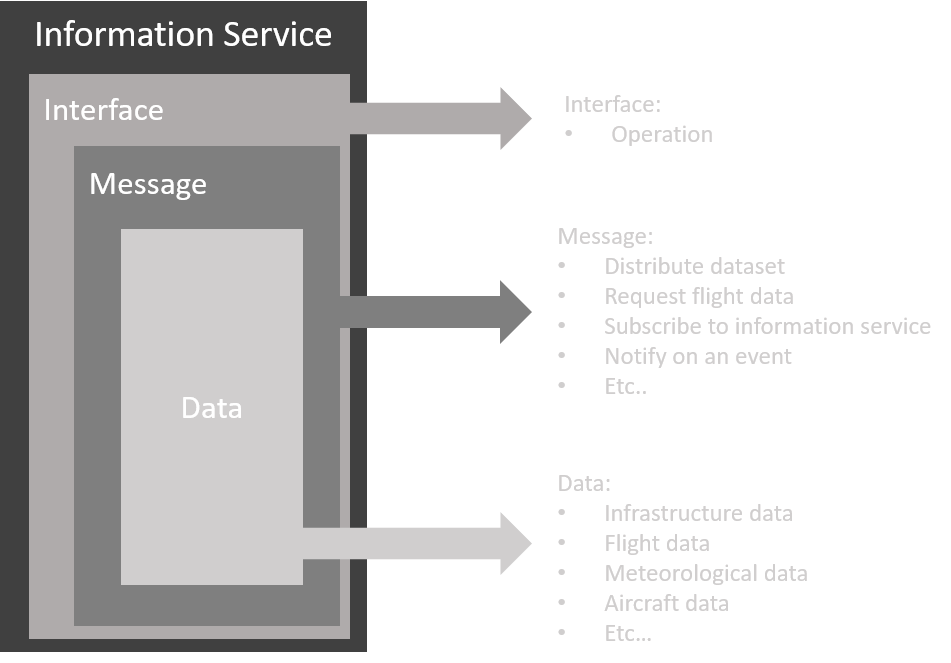 Information Service
Interface
Message
Data
Interface:
• Operation
Message:
• Distribute dataset
• Request flight data
• Subscribe to information service
• Notify on an event
• Etc..
Data:
• Infrastructure data
• Flight data
• Meteorological data
• Aircraft data
• Etc...